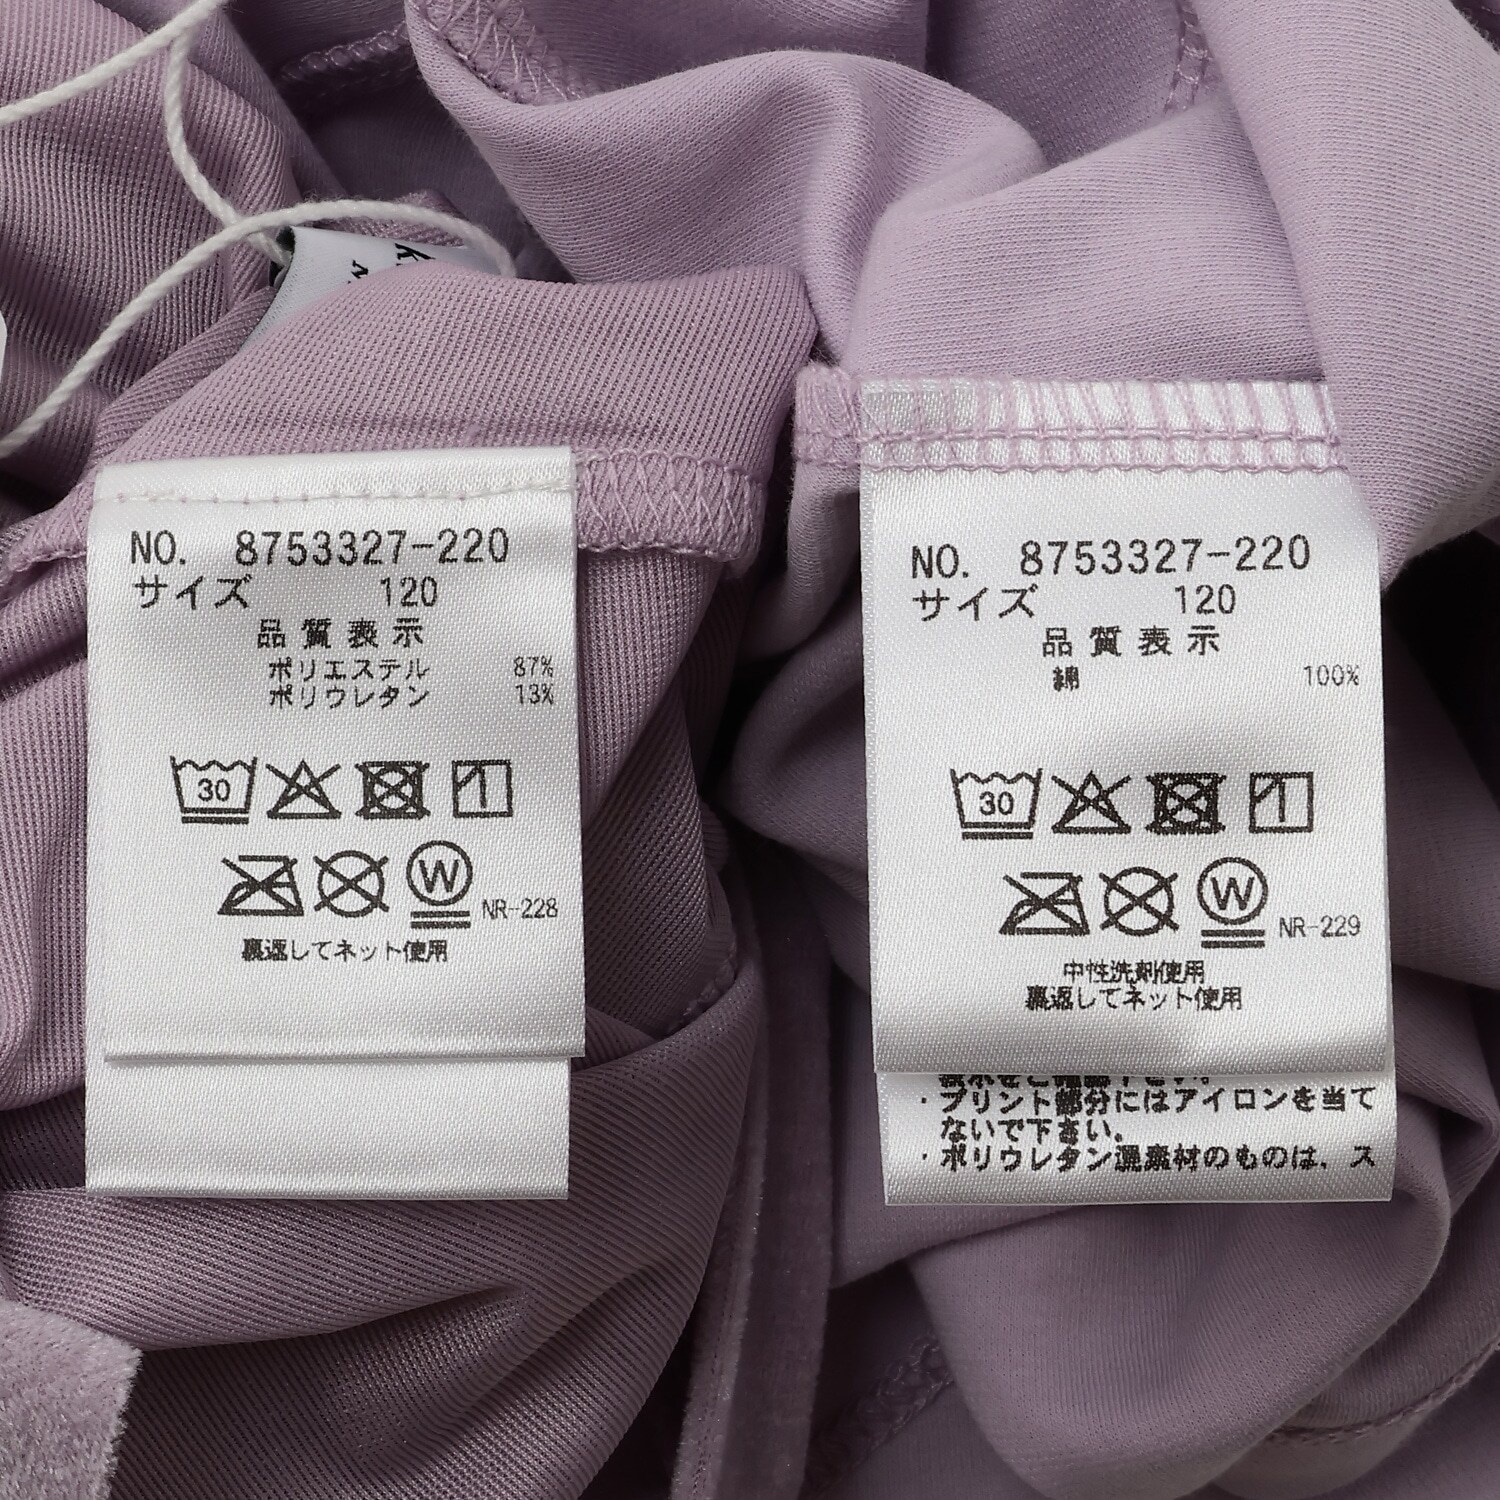 NO. 8753327-220
サイズ 120
品質表示
ポリエステル 87%
ポリウレタン 13%
30
W NR-228
裏返してネット使用
NO. 8753327-220
サイズ 120
品質表示
綿 100%
30
W NR-229
中性洗剤使用
裏返してネット使用
・プリント部分にはアイロンを当て
ないで下さい。
・ポリウレタン混素材のものは、ス